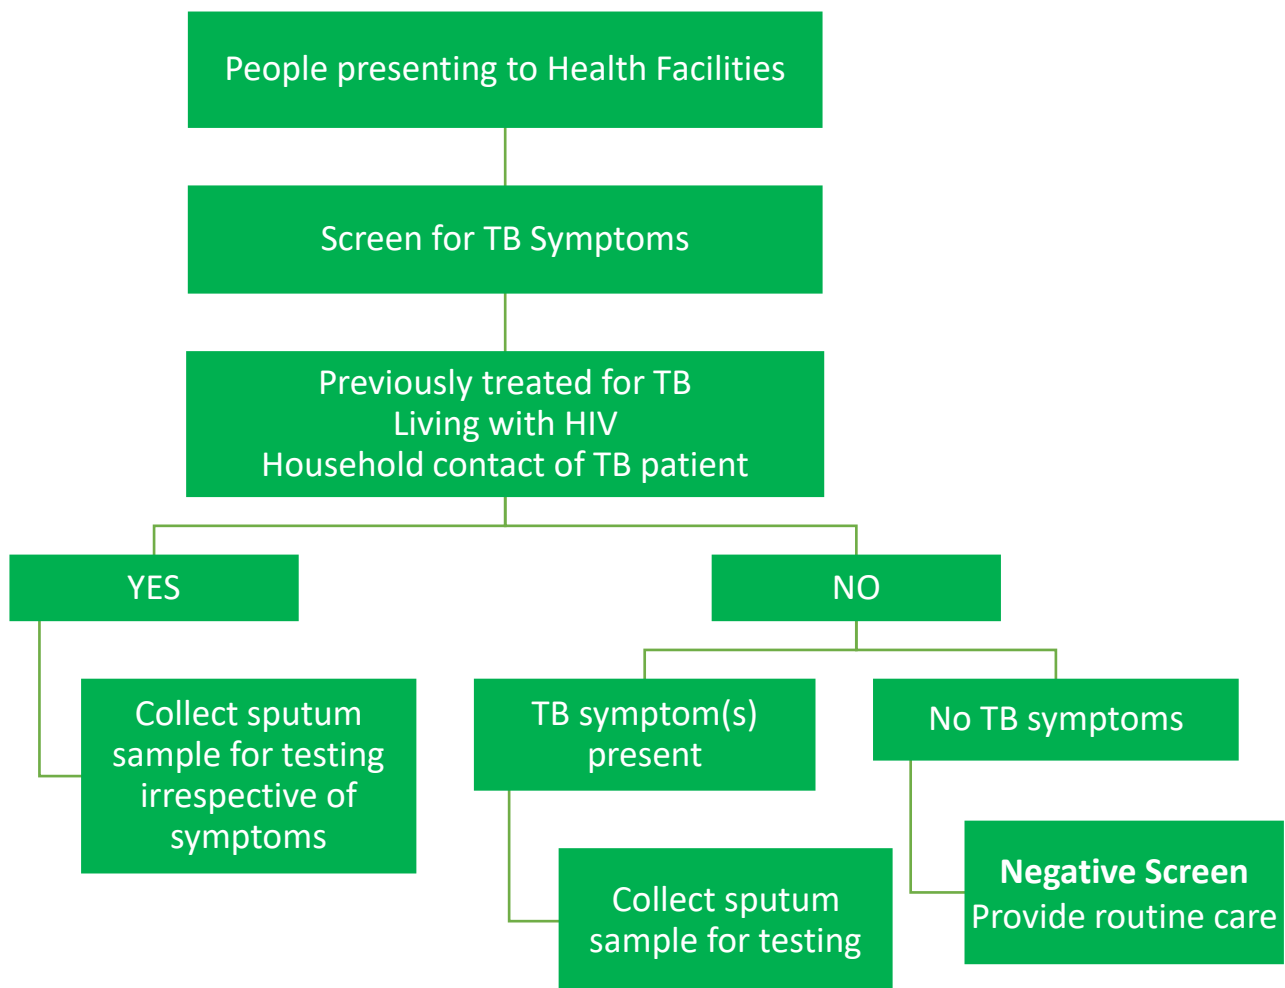 People presenting to Health Facilities
Screen for TB Symptoms
Previously treated for TB
Living with HIV
Household contact of TB patient
YES
NO
Collect sputum
sample for testing
irrespective of
symptoms
TB symptom(s)
present
No TB symptoms
Collect sputum
sample for testing
Negative Screen
Provide routine care